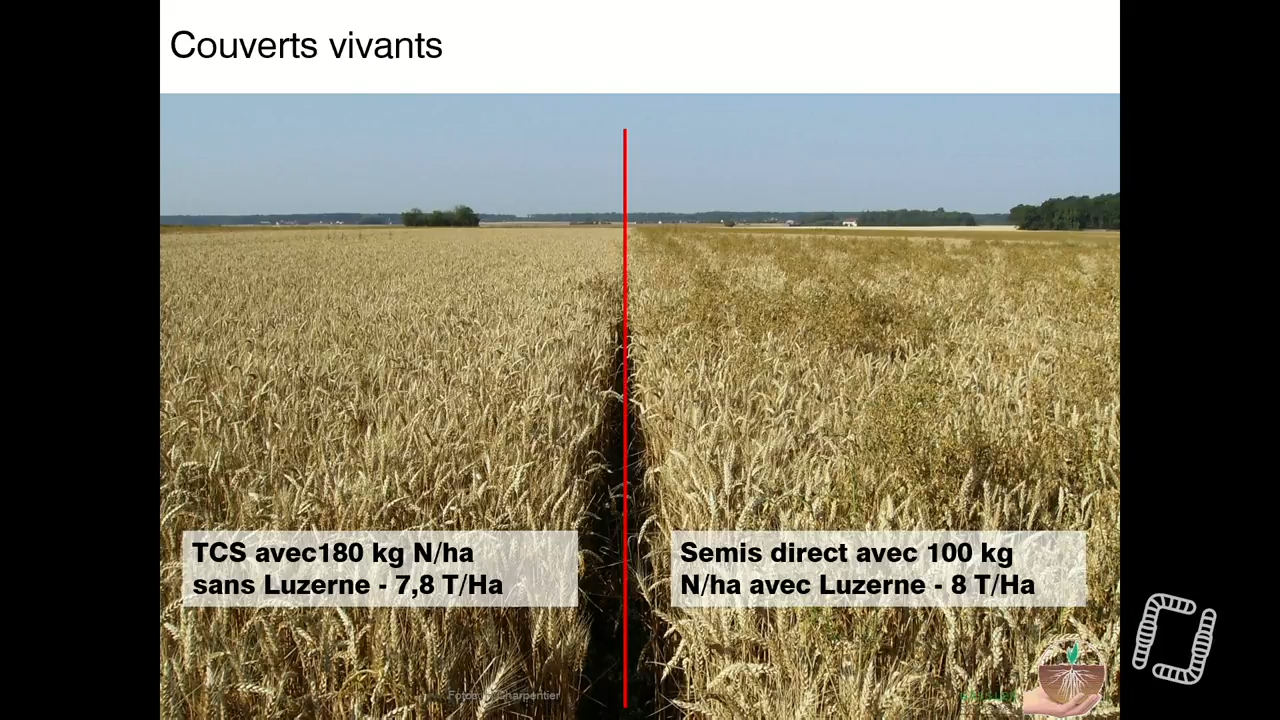 Couverts vivants
TCS avec180 kg N/ha
sans Luzerne - 7,8 T/Ha
Semis direct avec 100 kg
N/ha avec Luzerne - 8 T/Ha
Charpentier